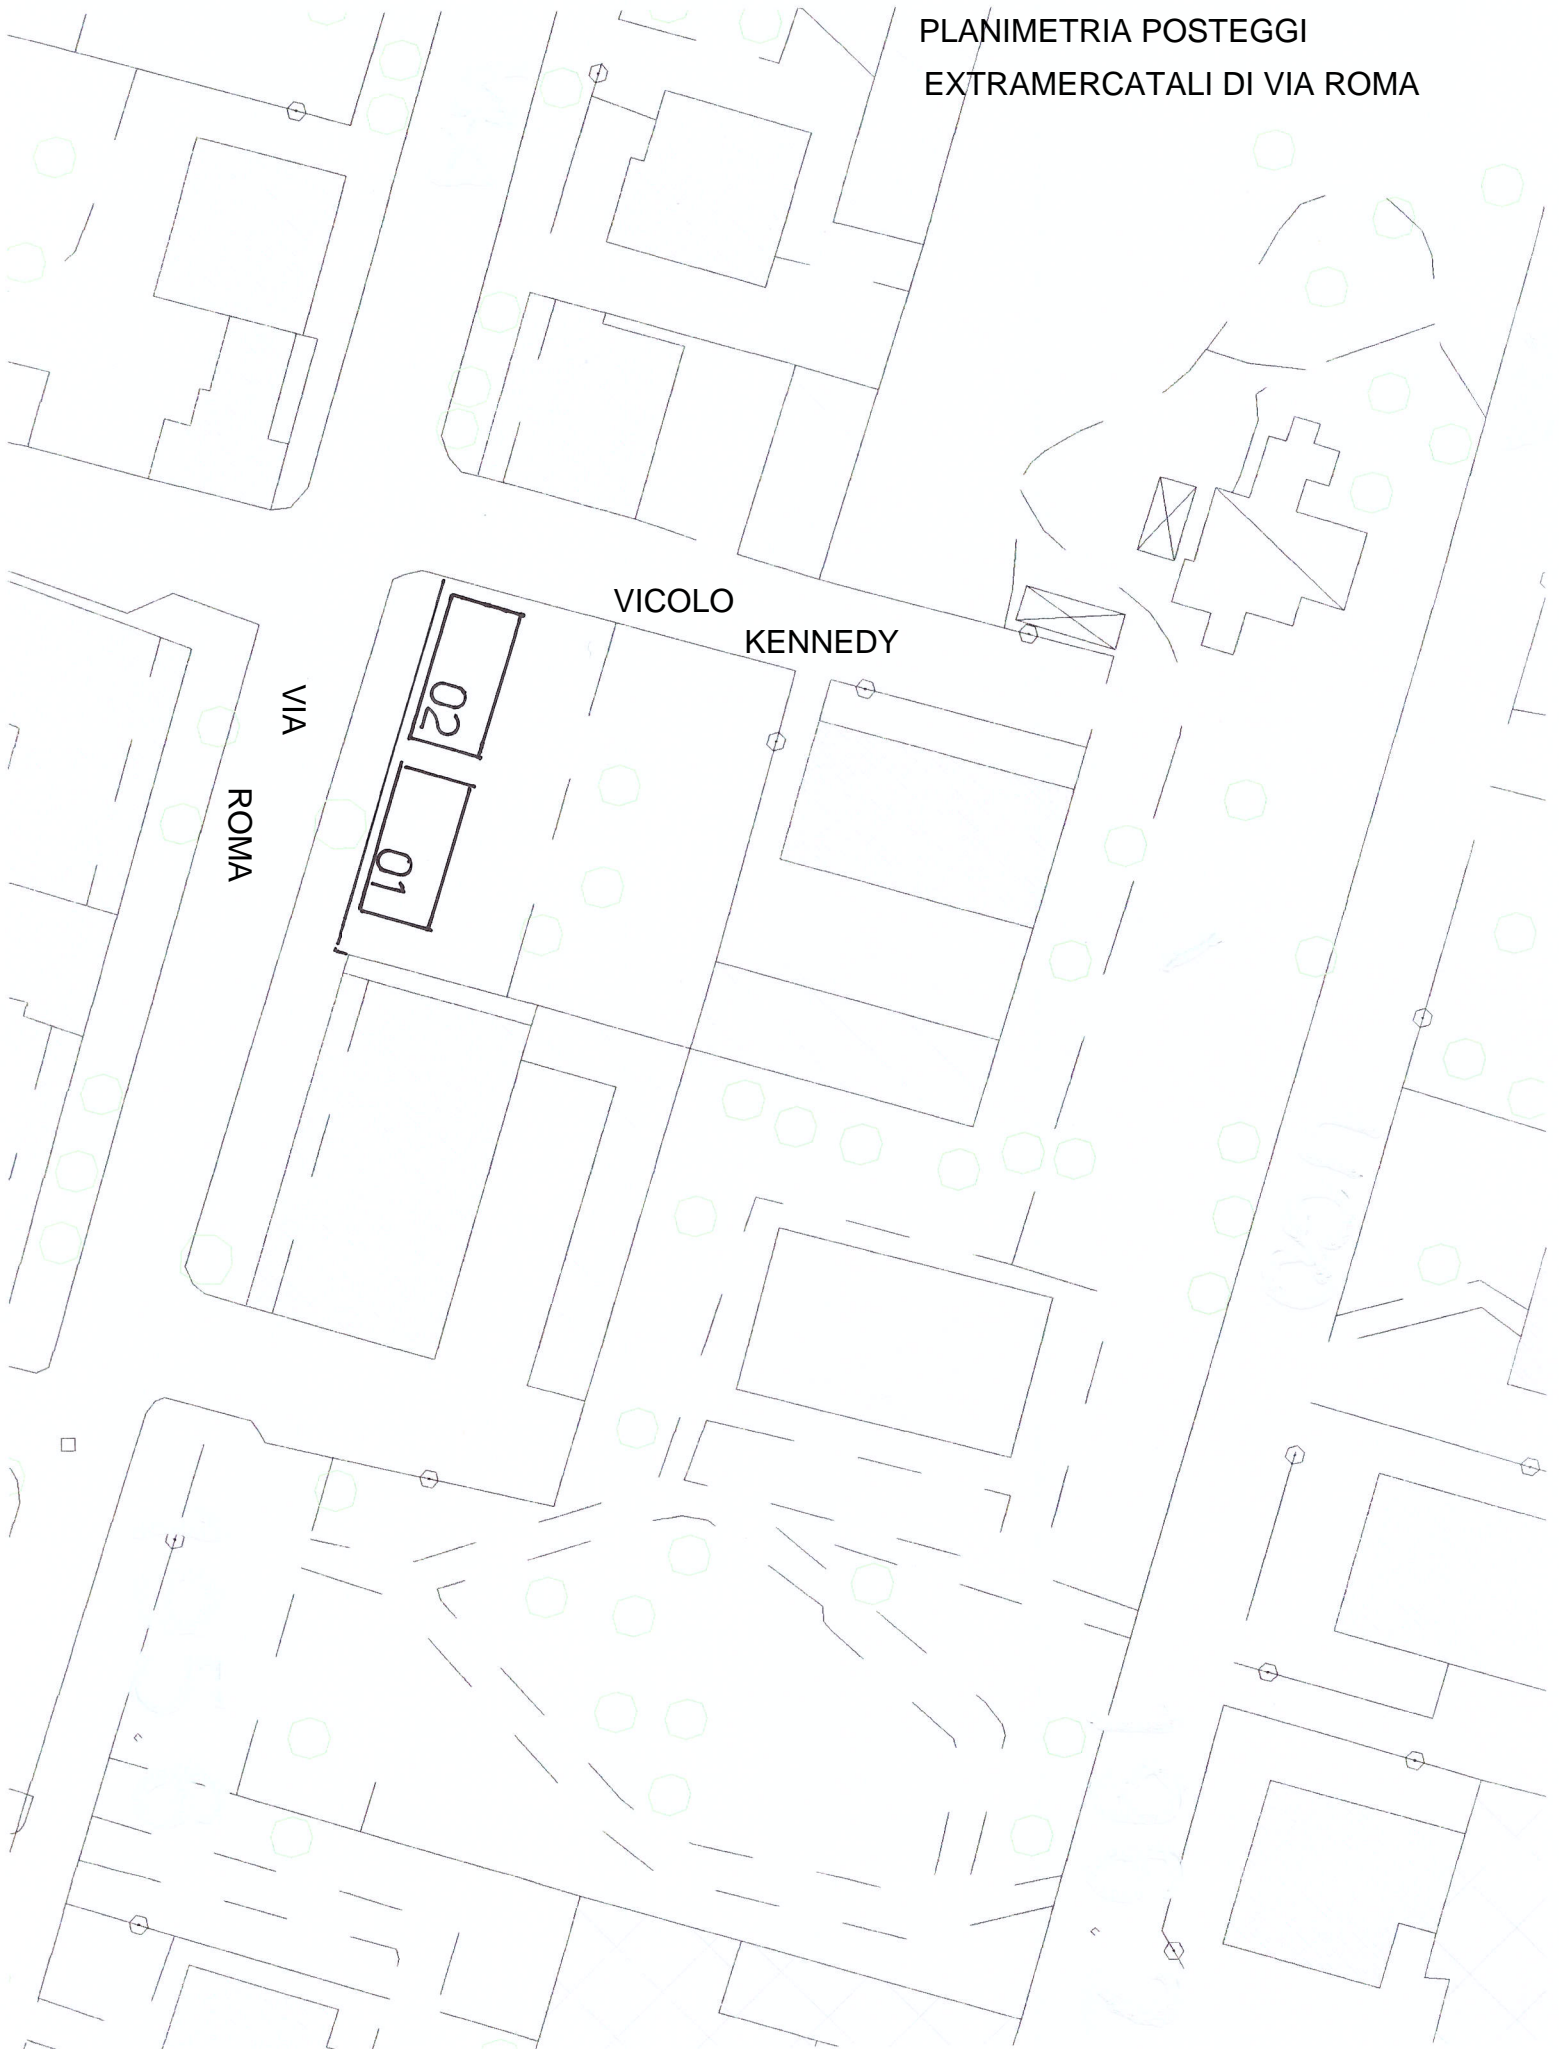 PLANIMETRIA POSTEGGI
EXTRAMERCATALI DI VIA ROMA
VICOLO
KENNEDY
VIA
ROMA
02
01